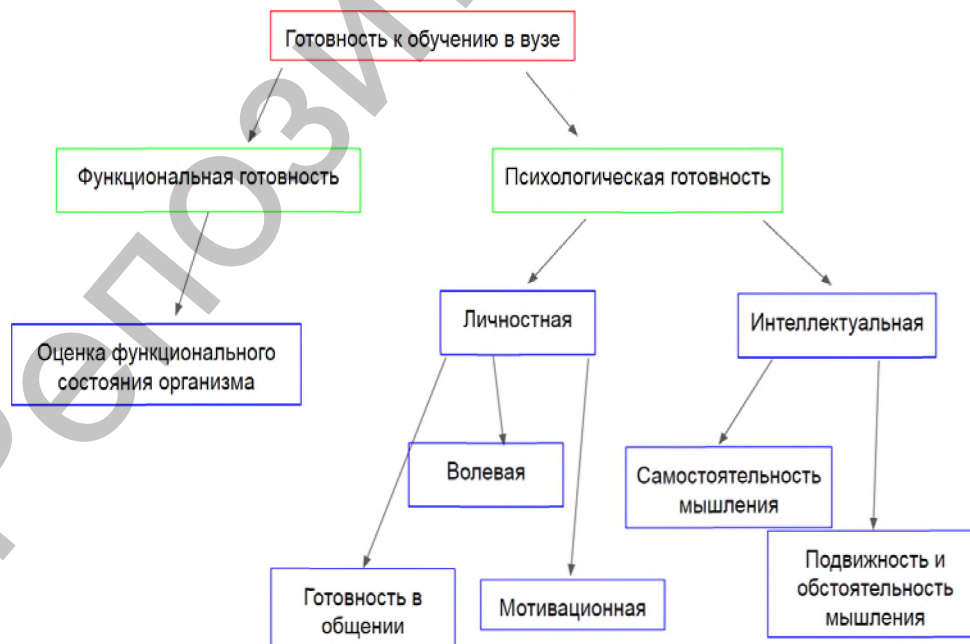 Готовность к обучению в вузе
Функциональная готовность
Психологическая готовность
Личностная
Интеллектуальная
Оценка функционального
состояния организма
Волевая
Самостоятельность
мышления
Готовность в
общении
Мотивационная
Подвижность и
обстоятельность
мышления
Репози